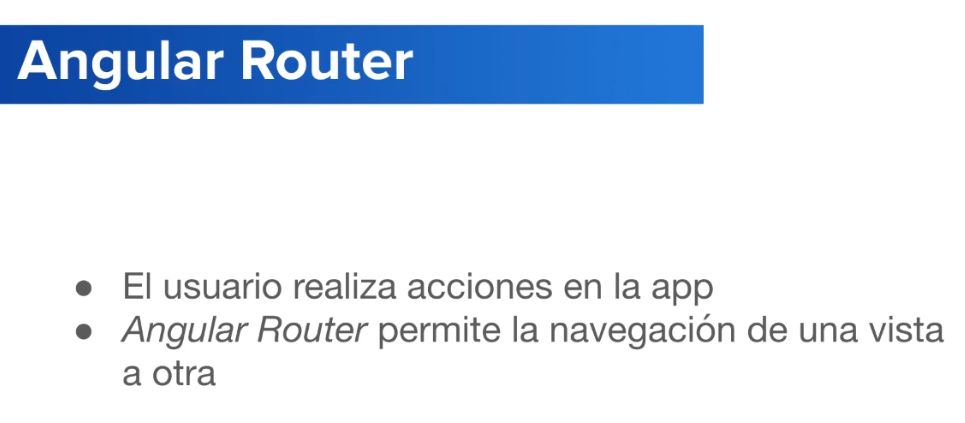 Angular Router
● El usuario realiza acciones en la app
● Angular Router permite la navegación de una vista
a otra